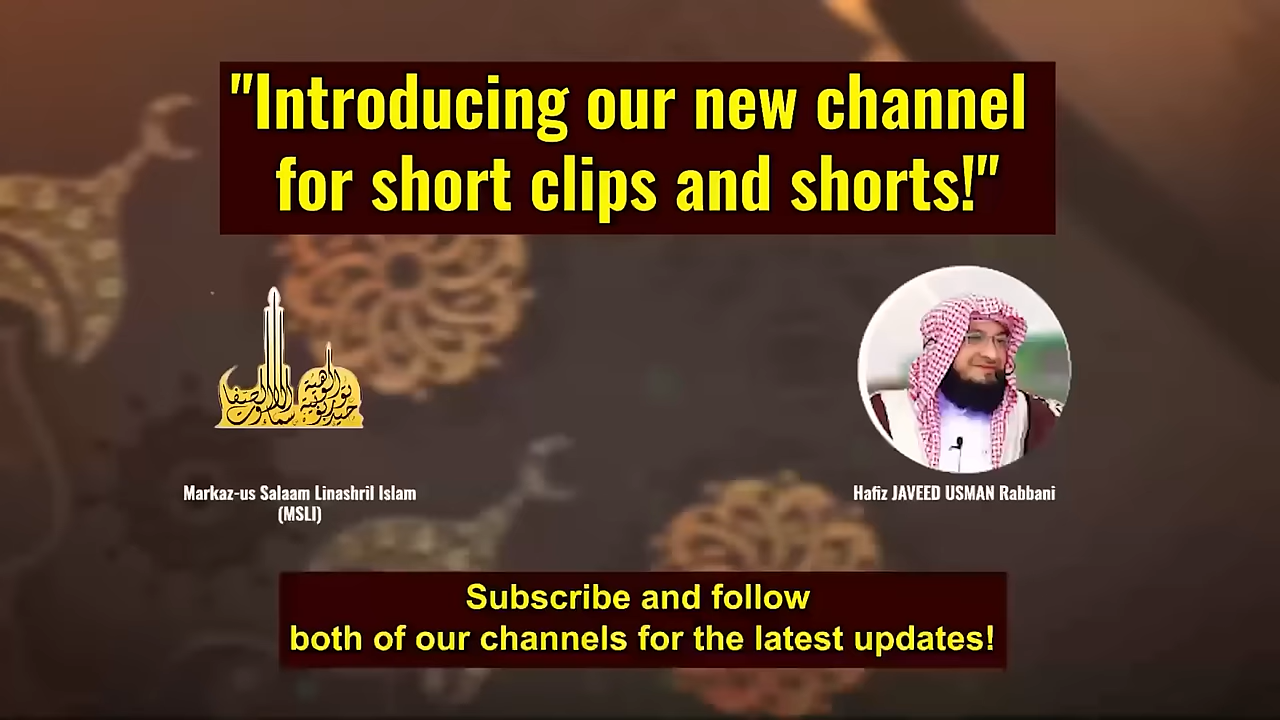 "Introducing our new channel
for short clips and shorts!"
Markaz-us Salaam Linashril Islam
(MSLI)
Hafiz JAVEED USMAN Rabbani
Subscribe and follow
both of our channels for the latest updates!